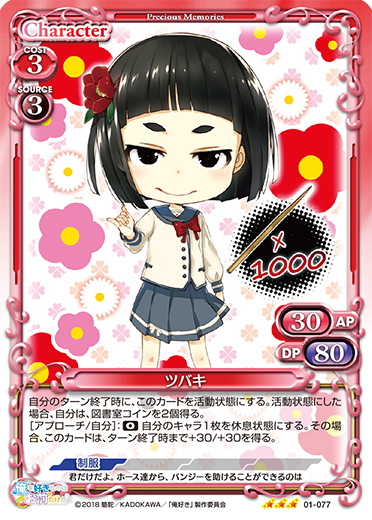 Precious Memories
Character
COST
3
SOURCE
3
×1000
30 AP
DP 80
ツバキ
自分のターン終了時に、このカードを活動状態にする。活動状態にした
場合、自分は、図書室コインを2個得る。
[アプローチ/自分]：自分のキャラ1枚を休息状態にする。その場
合、このカードは、ターン終了時まで+30/+30を得る。
制服
君だけだよ。ホース達から、バンジーを助けることができるのは
©2018 駱駝／KADOKAWA／「俺好き」製作委員会
01-077